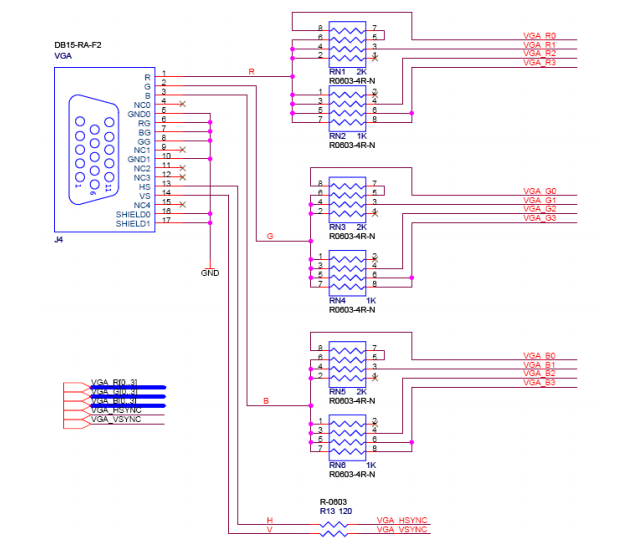 DB15-RA-F2
VGA
R 1
G 2
B 3
NC0 4
GND0 5
RG 6
BG 7
GG 8
NC1 9
GND1 10
NC2 11
NC3 12
HS 13
VS 14
NC4 15
SHIELD0 16
SHIELD1 17
1 6 11
J4
GND
R
8 7
6 5
4 3
2 1
RN1 2K
R0603-4R-N
1 2
3 4
5 6
7 8
RN2 1K
R0603-4R-N
VGA_R0
VGA_R1
VGA_R2
VGA_R3
G
8 7
6 5
4 3
2 1
RN3 2K
R0603-4R-N
1 2
3 4
5 6
7 8
RN4 1K
R0603-4R-N
VGA_G0
VGA_G1
VGA_G2
VGA_G3
B
8 7
6 5
4 3
2 1
RN5 2K
R0603-4R-N
1 2
3 4
5 6
7 8
RN6 1K
R0603-4R-N
VGA_B0
VGA_B1
VGA_B2
VGA_B3
VGA_R[0..3]
VGA_G[0..3]
VGA_B[0..3]
VGA_HSYNC
VGA_VSYNC
R-0603
R13 120
H VGA_HSYNC
V VGA_VSYNC